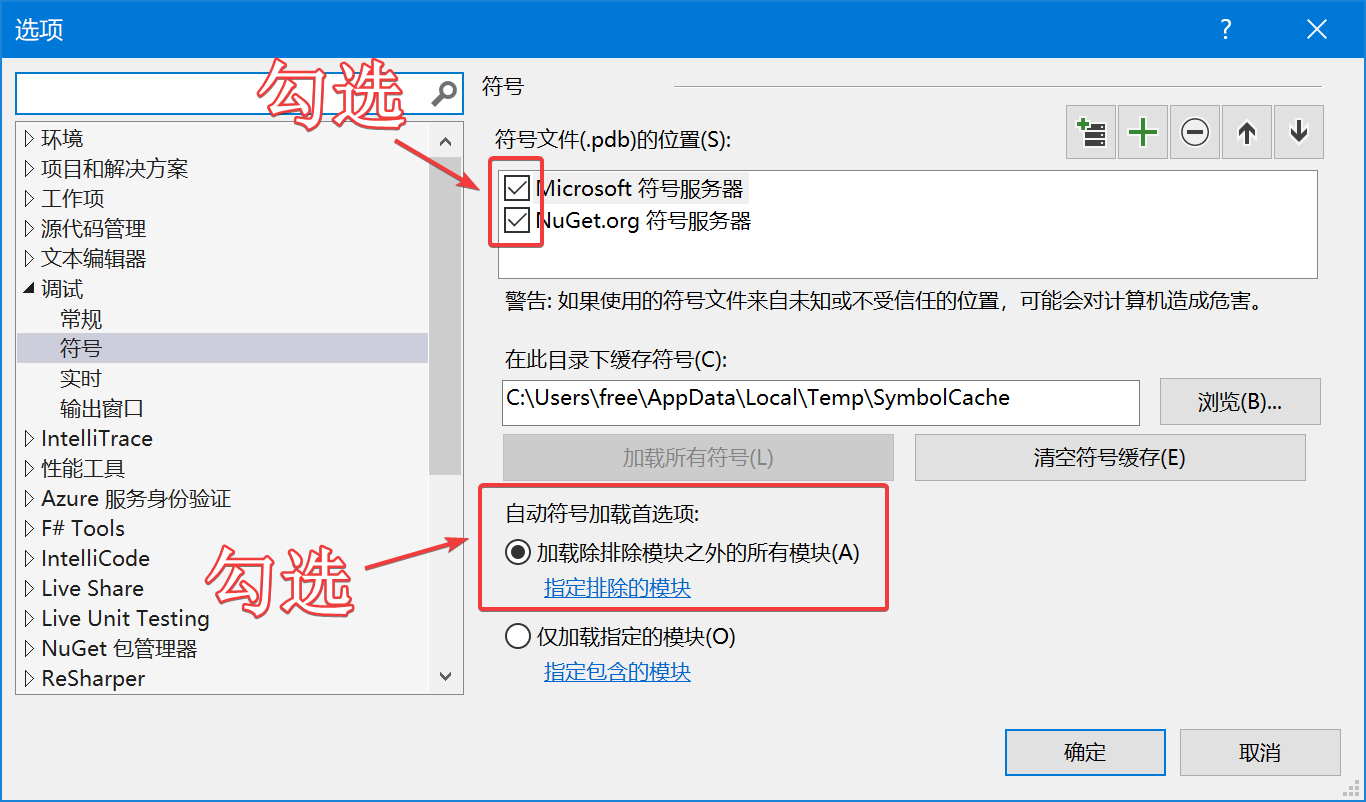 选项
?
勾选
符号
环境
项目和解决方案
工作项
源代码管理
文本编辑器
调试
常规
符号
实时
输出窗口
IntelliTrace
性能工具
Azure 服务身份验证
F# Tools
IntelliCode
Live Share
Live Unit Testing
NuGet 包管理器
ReSharper
符号文件(.pdb)的位置(S):
Microsoft 符号服务器
NuGet.org 符号服务器
警告: 如果使用的符号文件来自未知或不受信任的位置，可能会对计算机造成危害。
在此目录下缓存符号(C):
C:\Users\free\AppData\Local\Temp\SymbolCache
浏览(B)...
加载所有符号(L)
清空符号缓存(E)
自动符号加载首选项:
勾选
加载除排除模块之外的所有模块(A)
指定排除的模块
仅加载指定的模块(O)
指定包含的模块
确定
取消